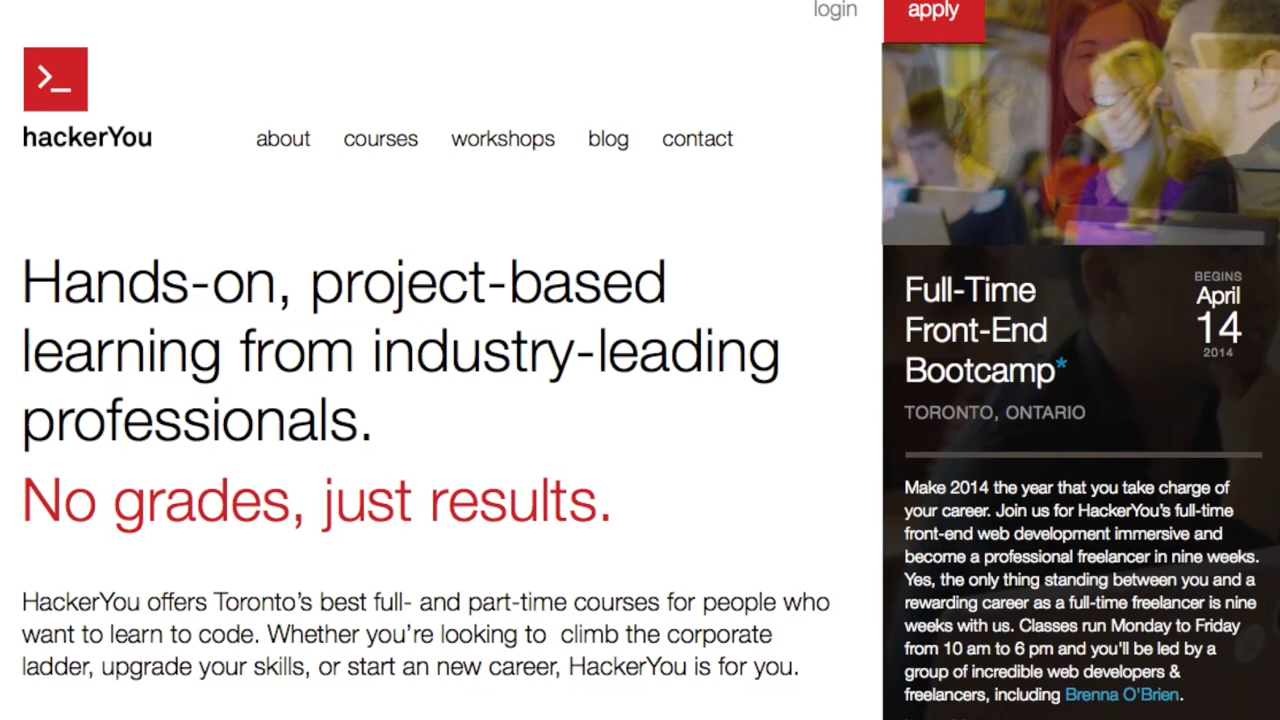 login
apply
>_
hackerYou
about courses workshops blog contact
Hands-on, project-based
learning from industry-leading
professionals.
No grades, just results.
HackerYou offers Toronto's best full- and part-time courses for people who
want to learn to code. Whether you're looking to  climb the corporate
ladder, upgrade your skills, or start an new career, HackerYou is for you.
Full-Time
Front-End
Bootcamp*
BEGINS
April
14
2014
TORONTO, ONTARIO
Make 2014 the year that you take charge of
your career. Join us for HackerYou's full-time
front-end web development immersive and
become a professional freelancer in nine weeks.
Yes, the only thing standing between you and a
rewarding career as a full-time freelancer is nine
weeks with us. Classes run Monday to Friday
from 10 am to 6 pm and you'll be led by a
group of incredible web developers &
freelancers, including Brenna O'Brien.